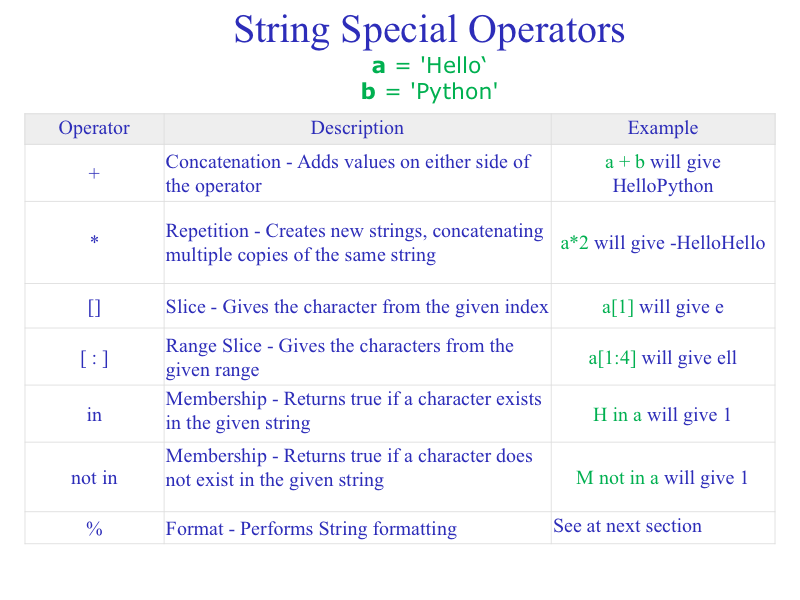 String Special Operators
a = 'Hello‘
b = 'Python'
Operator
Description
Example
+
Concatenation - Adds values on either side of
the operator
a + b will give
HelloPython
*
Repetition - Creates new strings, concatenating
multiple copies of the same string
a*2 will give -HelloHello
[]
Slice - Gives the character from the given index
a[1] will give e
[ : ]
Range Slice - Gives the characters from the
given range
a[1:4] will give ell
in
Membership - Returns true if a character exists
in the given string
H in a will give 1
not in
Membership - Returns true if a character does
not exist in the given string
M not in a will give 1
%
Format - Performs String formatting
See at next section